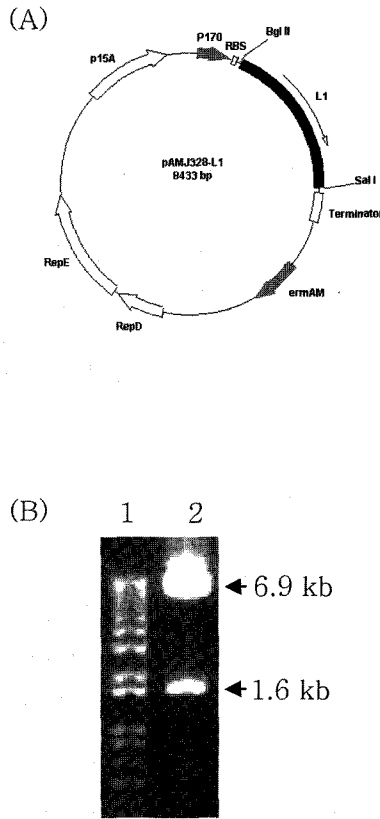 (A)
P170
RBS
Bgl II
p15A
L1
pAMJ328-L1
8433 bp
Sal I
Terminator
RepE
ermAM
RepD
(B)
1 2
6.9 kb
1.6 kb